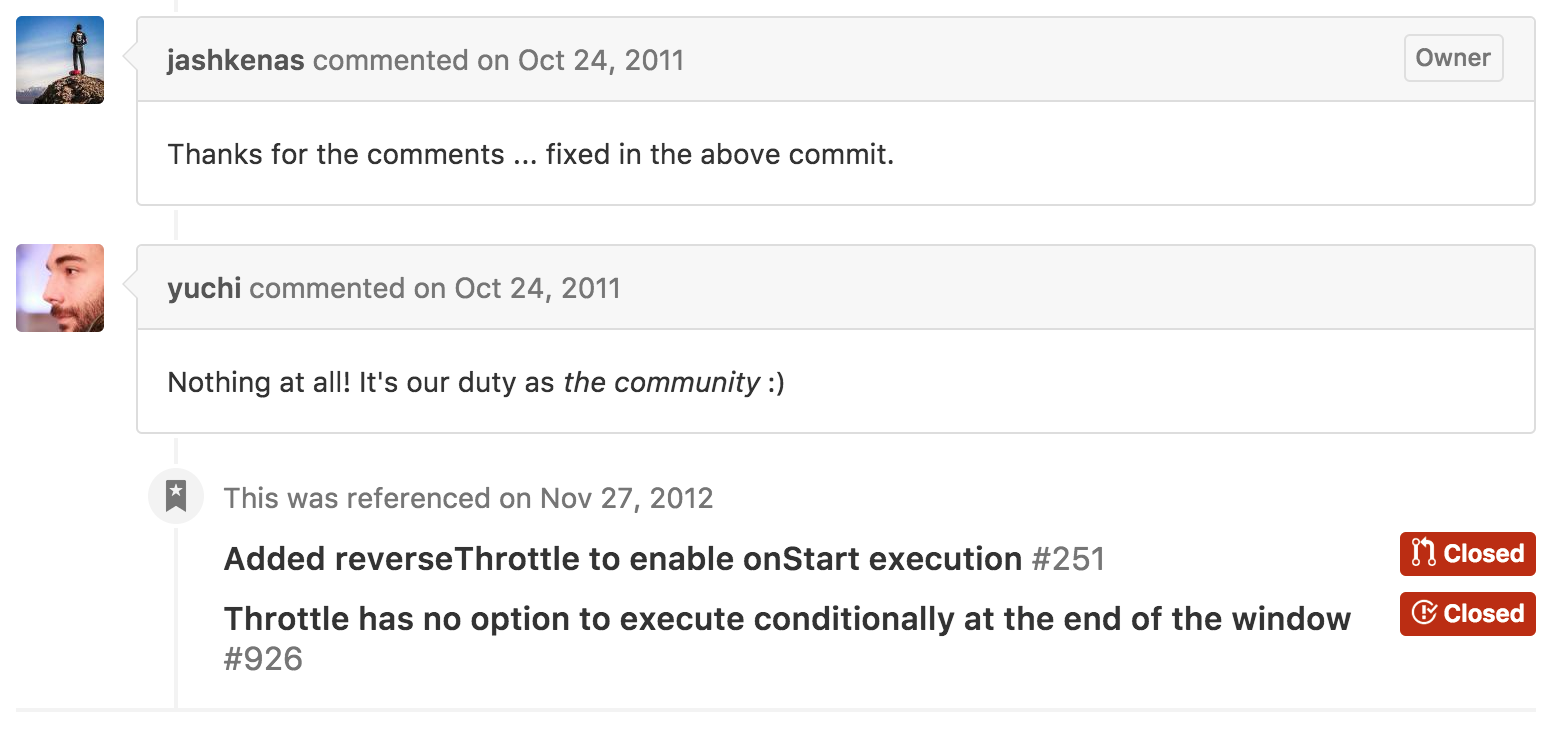 jashkenas commented on Oct 24, 2011
Owner
Thanks for the comments ... fixed in the above commit.
yuchi commented on Oct 24, 2011
Nothing at all! It's our duty as the community :)
This was referenced on Nov 27, 2012
Added reverseThrottle to enable onStart execution #251
Closed
Throttle has no option to execute conditionally at the end of the window
Closed
#926